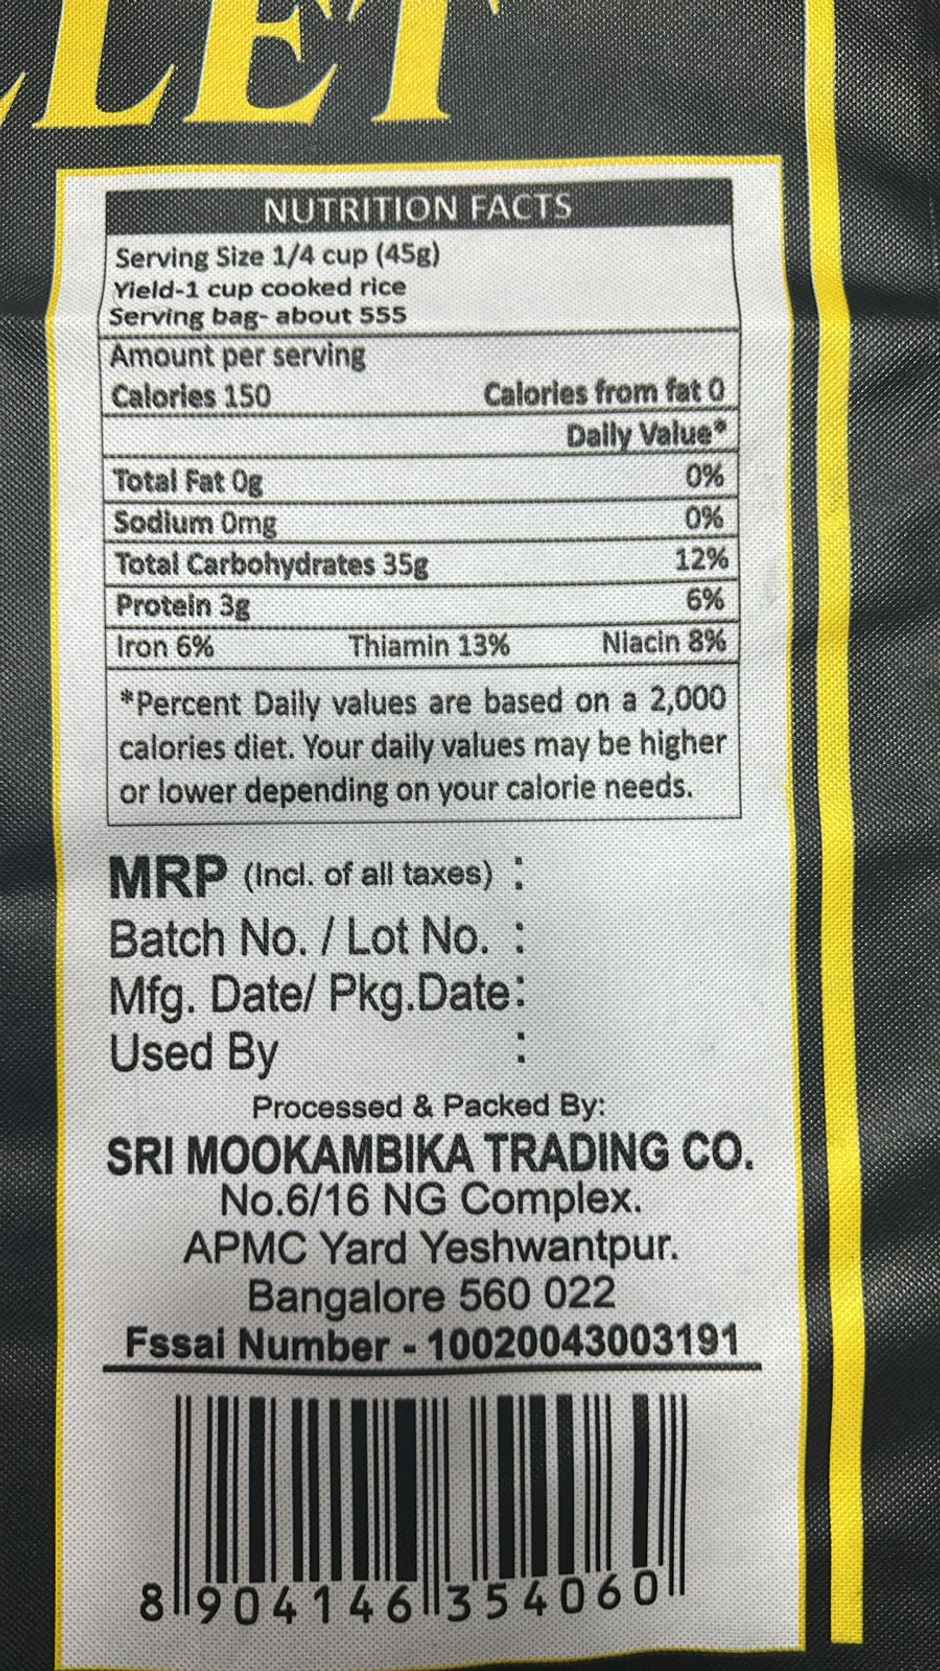 LLET
NUTRITION FACTS
Serving Size 1/4 cup (45g)
Yield-1 cup cooked rice
Serving bag- about 555
Amount per serving
Calories 150 Calories from fat 0
Daily Value*
Total Fat 0g 0%
Sodium 0mg 0%
Total Carbohydrates 35g 12%
Protein 3g 6%
Iron 6% Thiamin 13% Niacin 8%
*Percent Daily values are based on a 2,000
calories diet. Your daily values may be higher
or lower depending on your calorie needs.
MRP (Incl. of all taxes) :
Batch No. / Lot No. :
Mfg. Date/ Pkg.Date:
Used By :
Processed & Packed By:
SRI MOOKAMBIKA TRADING CO.
No.6/16 NG Complex.
APMC Yard Yeshwantpur.
Bangalore 560 022
Fssai Number - 10020043003191
8 904146 354060